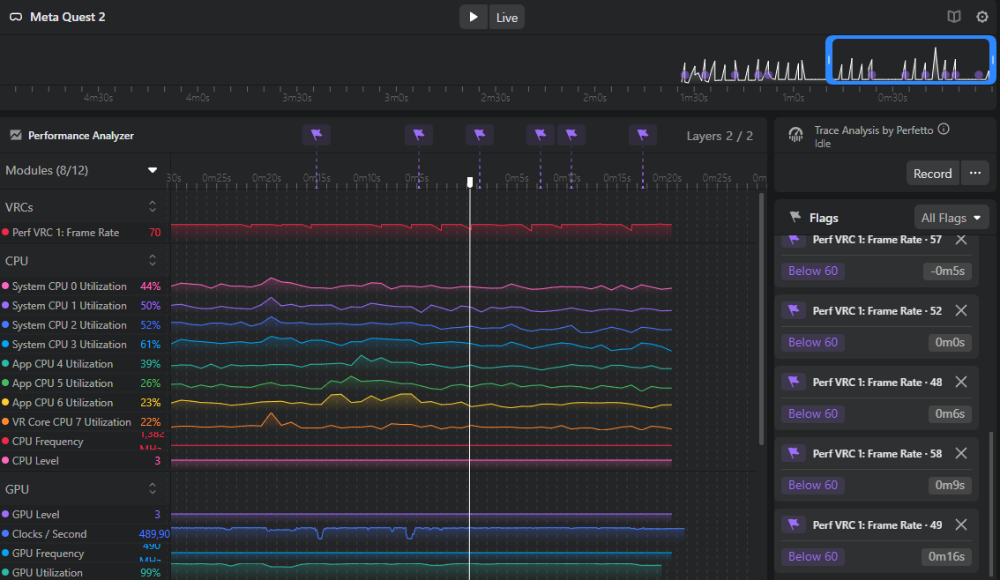 Meta Quest 2
Live
4m30s 4m0s 3m30s 3m0s 2m30s 2m0s 1m30s 1m0s 0m30s
Performance Analyzer
Layers 2 / 2
Modules (8/12)
30s 0m25s 0m20s 0m15s 0m10s 0m5s 0m5s 0m10s 0m15s 0m20s 0m25s 0m
VRCs
Perf VRC 1: Frame Rate 70
CPU
System CPU 0 Utilization 44%
System CPU 1 Utilization 50%
System CPU 2 Utilization 52%
System CPU 3 Utilization 61%
App CPU 4 Utilization 39%
App CPU 5 Utilization 26%
App CPU 6 Utilization 23%
VR Core CPU 7 Utilization 22%
CPU Frequency 1,382 MHz
CPU Level 3
GPU
GPU Level 3
Clocks / Second 489,90
GPU Frequency 490 MHz
GPU Utilization 99%
Trace Analysis by Perfetto
Idle
Record
Flags
All Flags
Perf VRC 1: Frame Rate · 57
Below 60 -0m5s
Perf VRC 1: Frame Rate · 52
Below 60 0m0s
Perf VRC 1: Frame Rate · 48
Below 60 0m6s
Perf VRC 1: Frame Rate · 58
Below 60 0m9s
Perf VRC 1: Frame Rate · 49
Below 60 0m16s